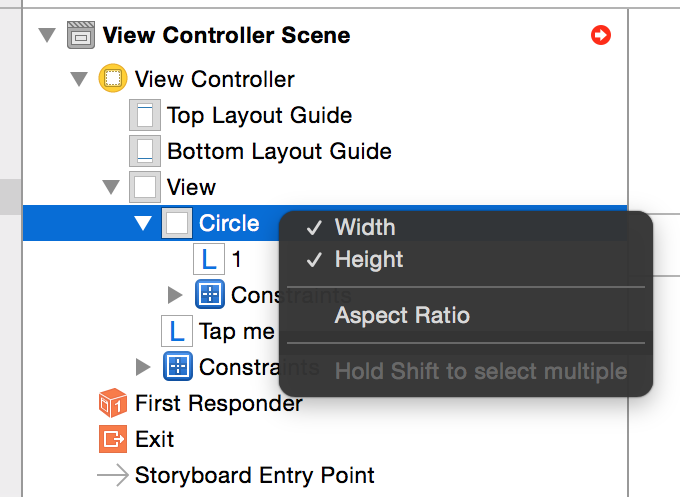 View Controller Scene
View Controller
Top Layout Guide
Bottom Layout Guide
View
Circle
Width
Height
L 1
Constraints
Aspect Ratio
L Tap me
Constraints
Hold Shift to select multiple
1 First Responder
Exit
Storyboard Entry Point